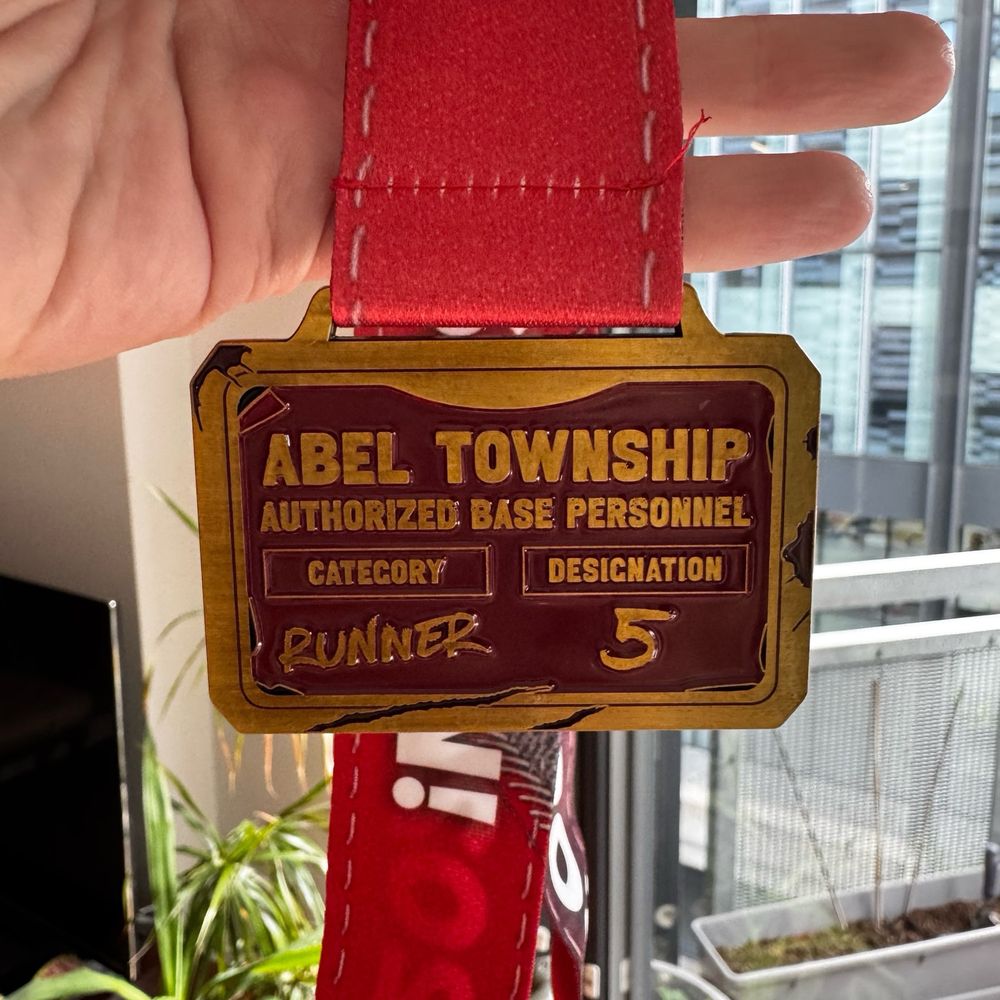 ABEL TOWNSHIP
AUTHORIZED BASE PERSONNEL
CATEGORY DESIGNATION
RUNNER 5